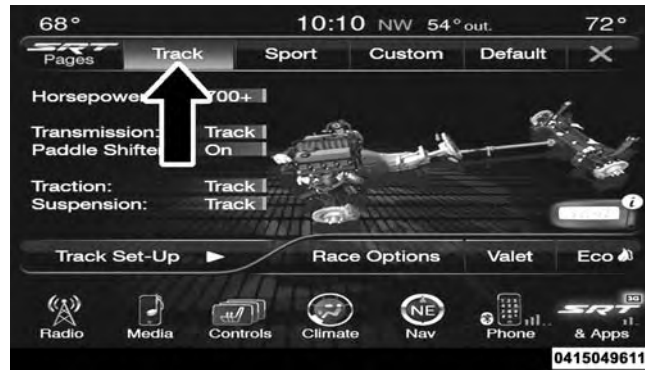 68° 10:10 NW 54° out. 72°
SRT Pages Track Sport Custom Default X
Horsepower 700+
Transmission: Track
Paddle Shifter On
Traction: Track
Suspension: Track
i
Track Set-Up Race Options Valet Eco
NE
3G
SRT
Radio Media Controls Climate Nav Phone & Apps
0415049611